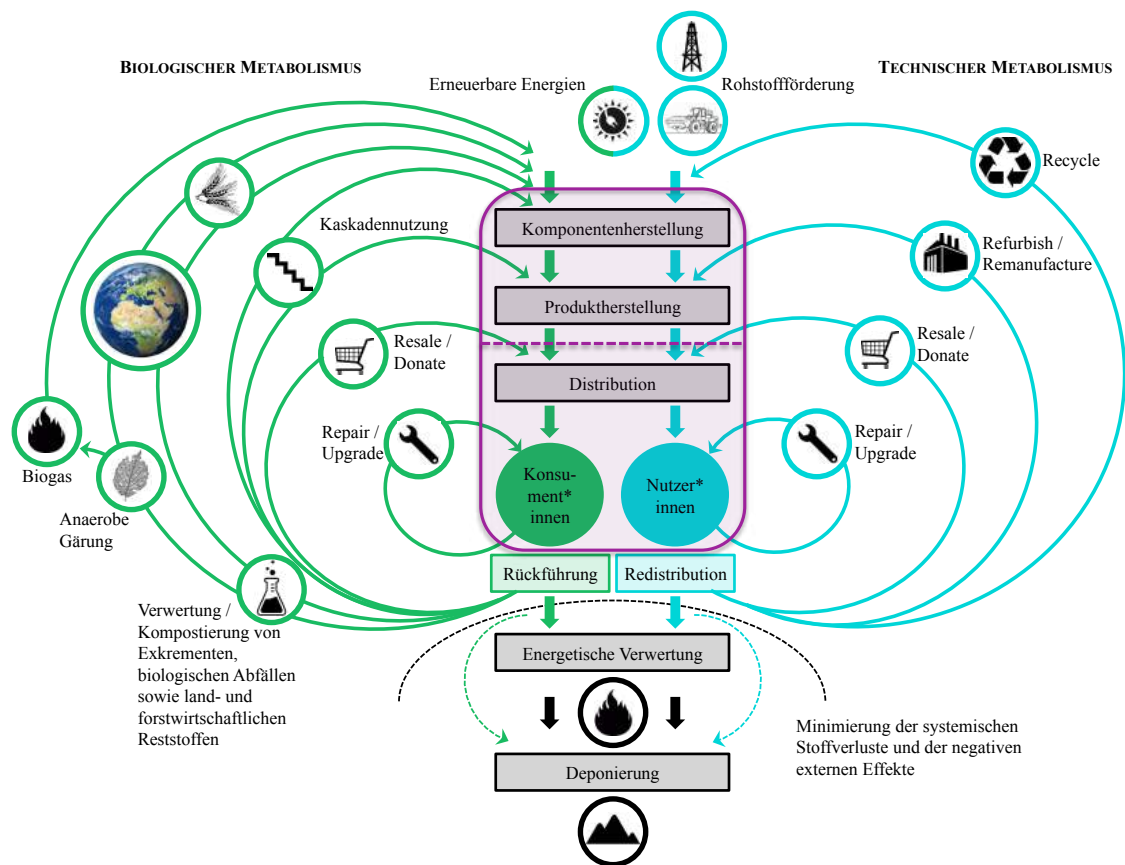 BIOLOGISCHER METABOLISMUS
TECHNISCHER METABOLISMUS
Erneuerbare Energien
Rohstoffförderung
Recycle
Kaskadennutzung
Komponentenherstellung
Refurbish /
Remanufacture
Produktherstellung
Resale /
Donate
Distribution
Resale /
Donate
Repair /
Upgrade
Konsu-
ment*
innen
Nutzer*
innen
Repair /
Upgrade
Biogas
Anaerobe
Gärung
Rückführung
Redistribution
Verwertung /
Kompostierung von
Exkrementen,
biologischen Abfällen
sowie land- und
forstwirtschaftlichen
Reststoffen
Energetische Verwertung
Minimierung der systemischen
Stoffverluste und der negativen
externen Effekte
Deponierung